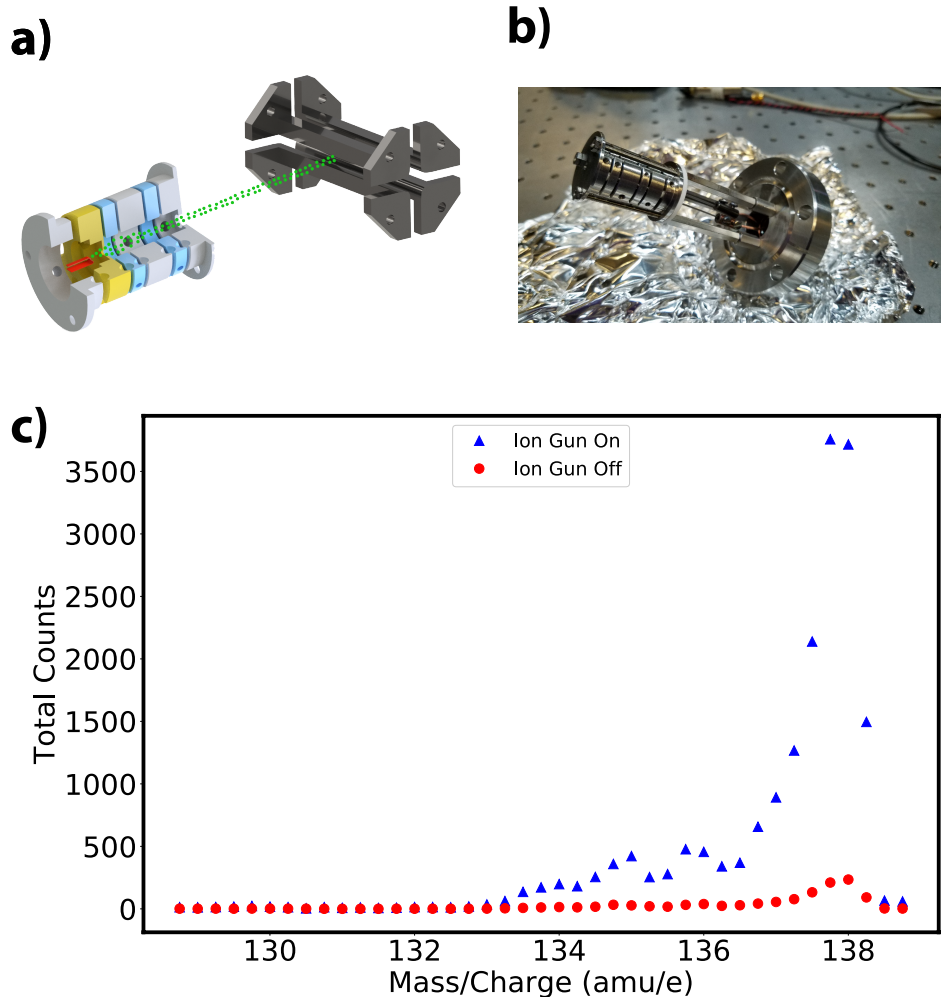 a)
b)
c)
Ion Gun On
Ion Gun Off
3500
3000
2500
2000
1500
1000
500
0
Total Counts
130
132
134
136
138
Mass/Charge (amu/e)